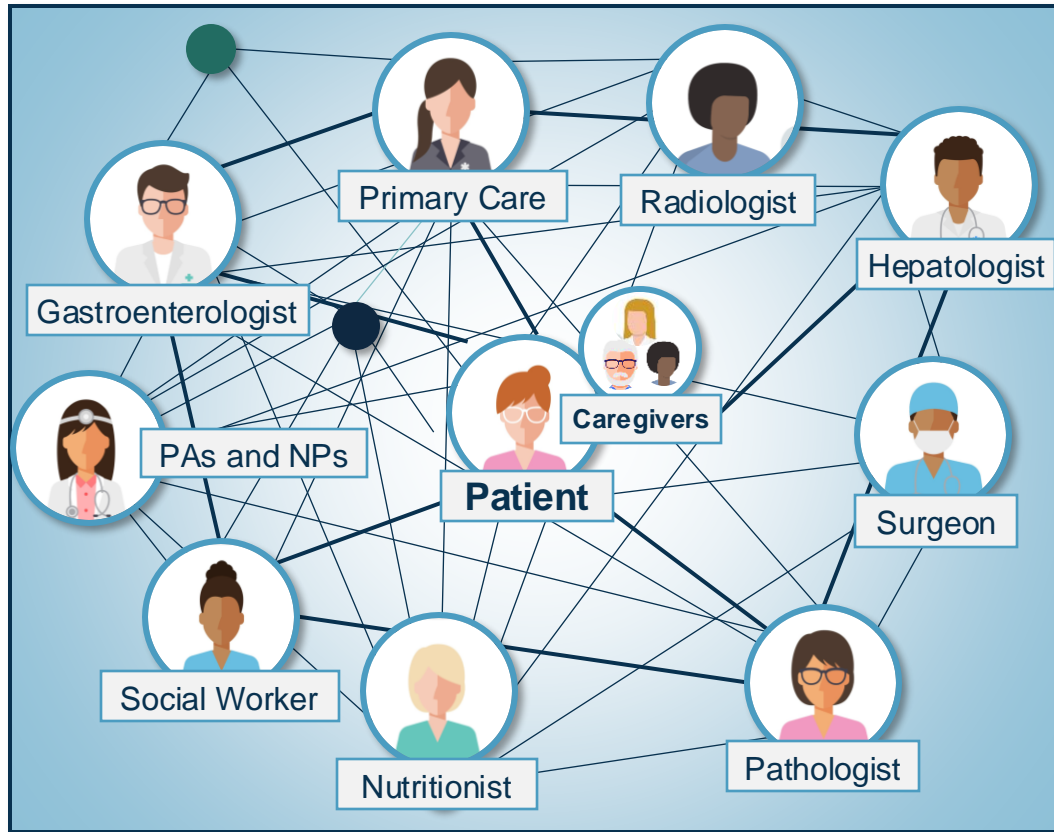 Primary Care
Radiologist
Hepatologist
Gastroenterologist
Caregivers
PAs and NPs
Patient
Surgeon
Social Worker
Nutritionist
Pathologist